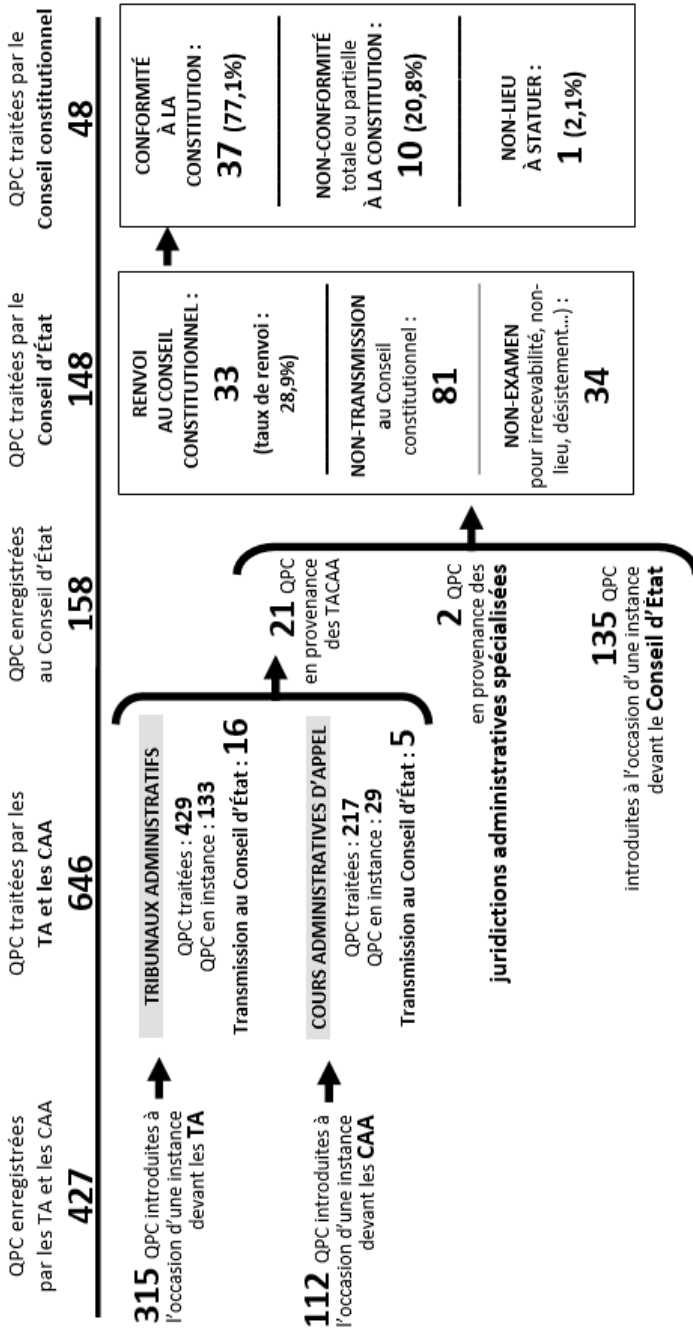 QPC enregistrées
par les TA et les CAA
427
QPC traitées par les
TA et les CAA
646
QPC enregistrées
au Conseil d'État
158
QPC traitées par le
Conseil d'État
148
QPC traitées par le
Conseil constitutionnel
48
315 QPC introduites à
l'occasion d'une instance
devant les TA
112 QPC introduites à
l'occasion d'une instance
devant les CAA
TRIBUNAUX ADMINISTRATIFS
QPC traitées : 429
QPC en instance : 133
Transmission au Conseil d'État : 16
COURS ADMINISTRATIVES D'APPEL
QPC traitées : 217
QPC en instance : 29
Transmission au Conseil d'État : 5
21 QPC
en provenance
des TACAA
2 QPC
en provenance des
juridictions administratives spécialisées
135 QPC
introduites à l'occasion d'une instance
devant le Conseil d'État
RENVOI
AU CONSEIL
CONSTITUTIONNEL :
33
(taux de renvoi :
28,9%)
NON-TRANSMISSION
au Conseil
constitutionnel :
81
NON-EXAMEN
pour irrecevabilité, non-
lieu, désistement...) :
34
CONFORMITÉ
À LA
CONSTITUTION :
37 (77,1%)
NON-CONFORMITÉ
totale ou partielle
À LA CONSTITUTION :
10 (20,8%)
NON-LIEU
À STATUER :
1 (2,1%)